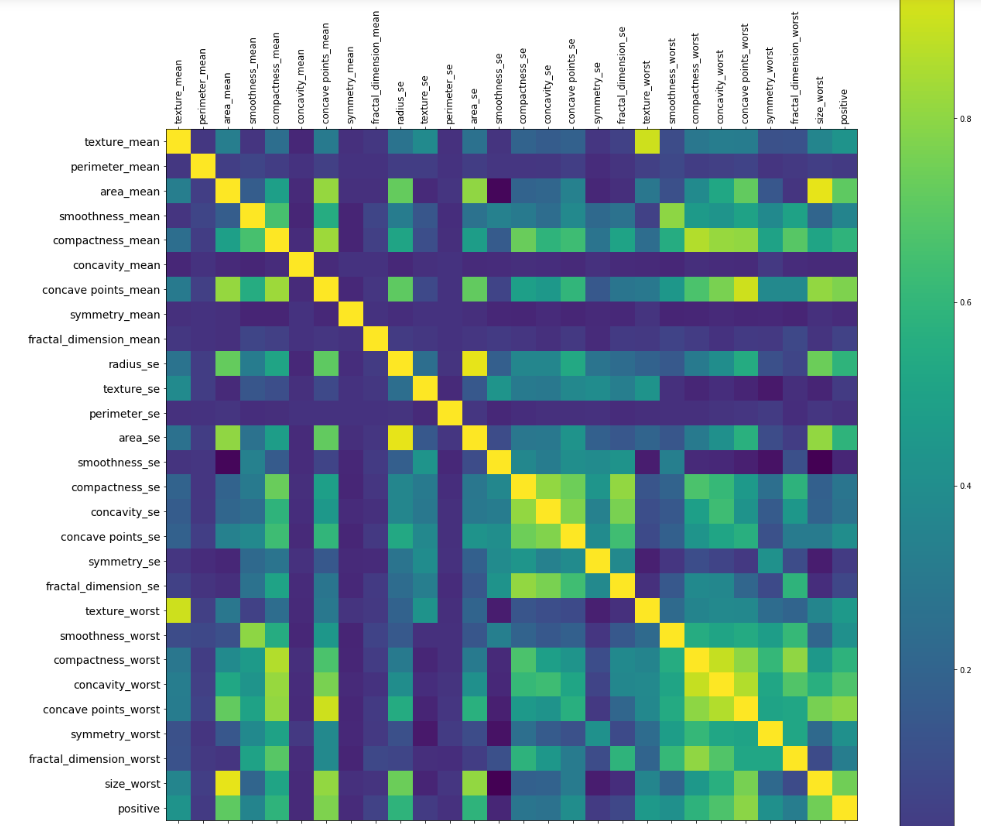 texture_mean
perimeter_mean
area_mean
smoothness_mean
compactness_mean
concavity_mean
concave points_mean
symmetry_mean
fractal_dimension_mean
radius_se
texture_se
perimeter_se
area_se
smoothness_se
compactness_se
concavity_se
concave points_se
symmetry_se
fractal_dimension_se
texture_worst
smoothness_worst
compactness_worst
concavity_worst
concave points_worst
symmetry_worst
fractal_dimension_worst
size_worst
positive
texture_mean
perimeter_mean
area_mean
smoothness_mean
compactness_mean
concavity_mean
concave points_mean
symmetry_mean
fractal_dimension_mean
radius_se
texture_se
perimeter_se
area_se
smoothness_se
compactness_se
concavity_se
concave points_se
symmetry_se
fractal_dimension_se
texture_worst
smoothness_worst
compactness_worst
concavity_worst
concave points_worst
symmetry_worst
fractal_dimension_worst
size_worst
positive
0.8
0.6
0.4
0.2